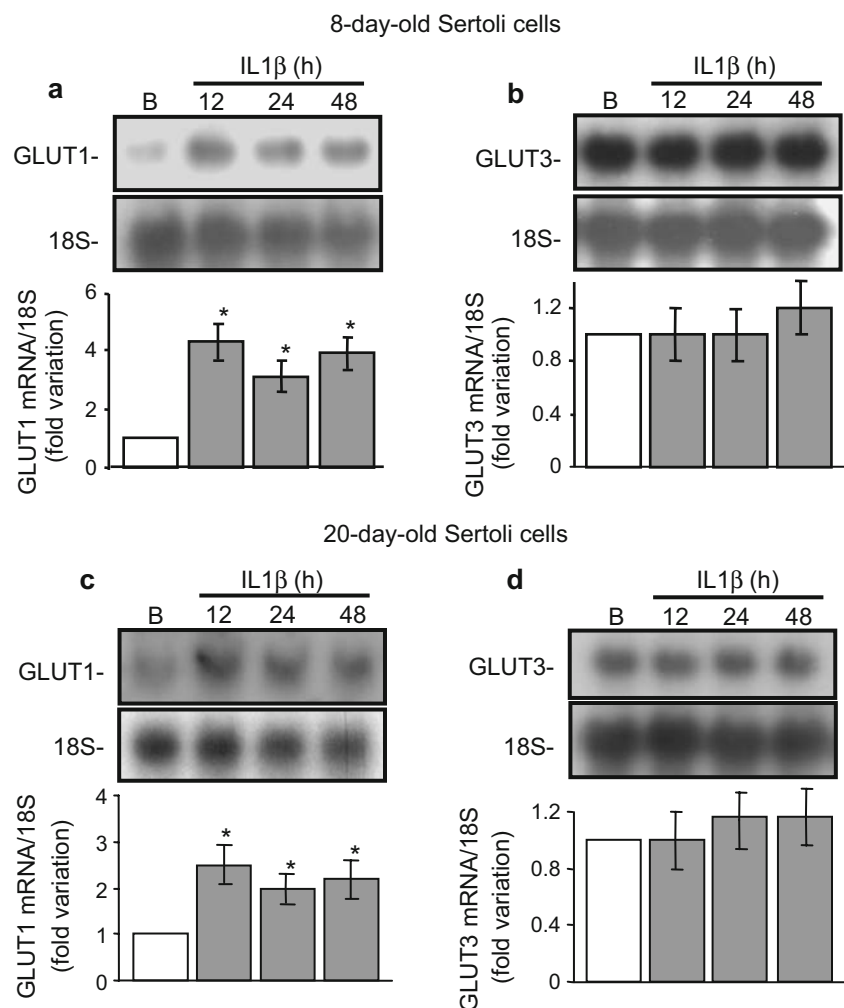 8-day-old Sertoli cells
a
IL1β (h)
B 12 24 48
GLUT1-
18S-
GLUT1 mRNA/18S
(fold variation)
6
4
2
0
*
*
*
b
IL1β (h)
B 12 24 48
GLUT3-
18S-
GLUT3 mRNA/18S
(fold variation)
1.2
0.8
0.4
0
20-day-old Sertoli cells
c
IL1β (h)
B 12 24 48
GLUT1-
18S-
GLUT1 mRNA/18S
(fold variation)
4
3
2
1
0
*
*
*
d
IL1β (h)
B 12 24 48
GLUT3-
18S-
GLUT3 mRNA/18S
(fold variation)
1.2
0.8
0.4
0